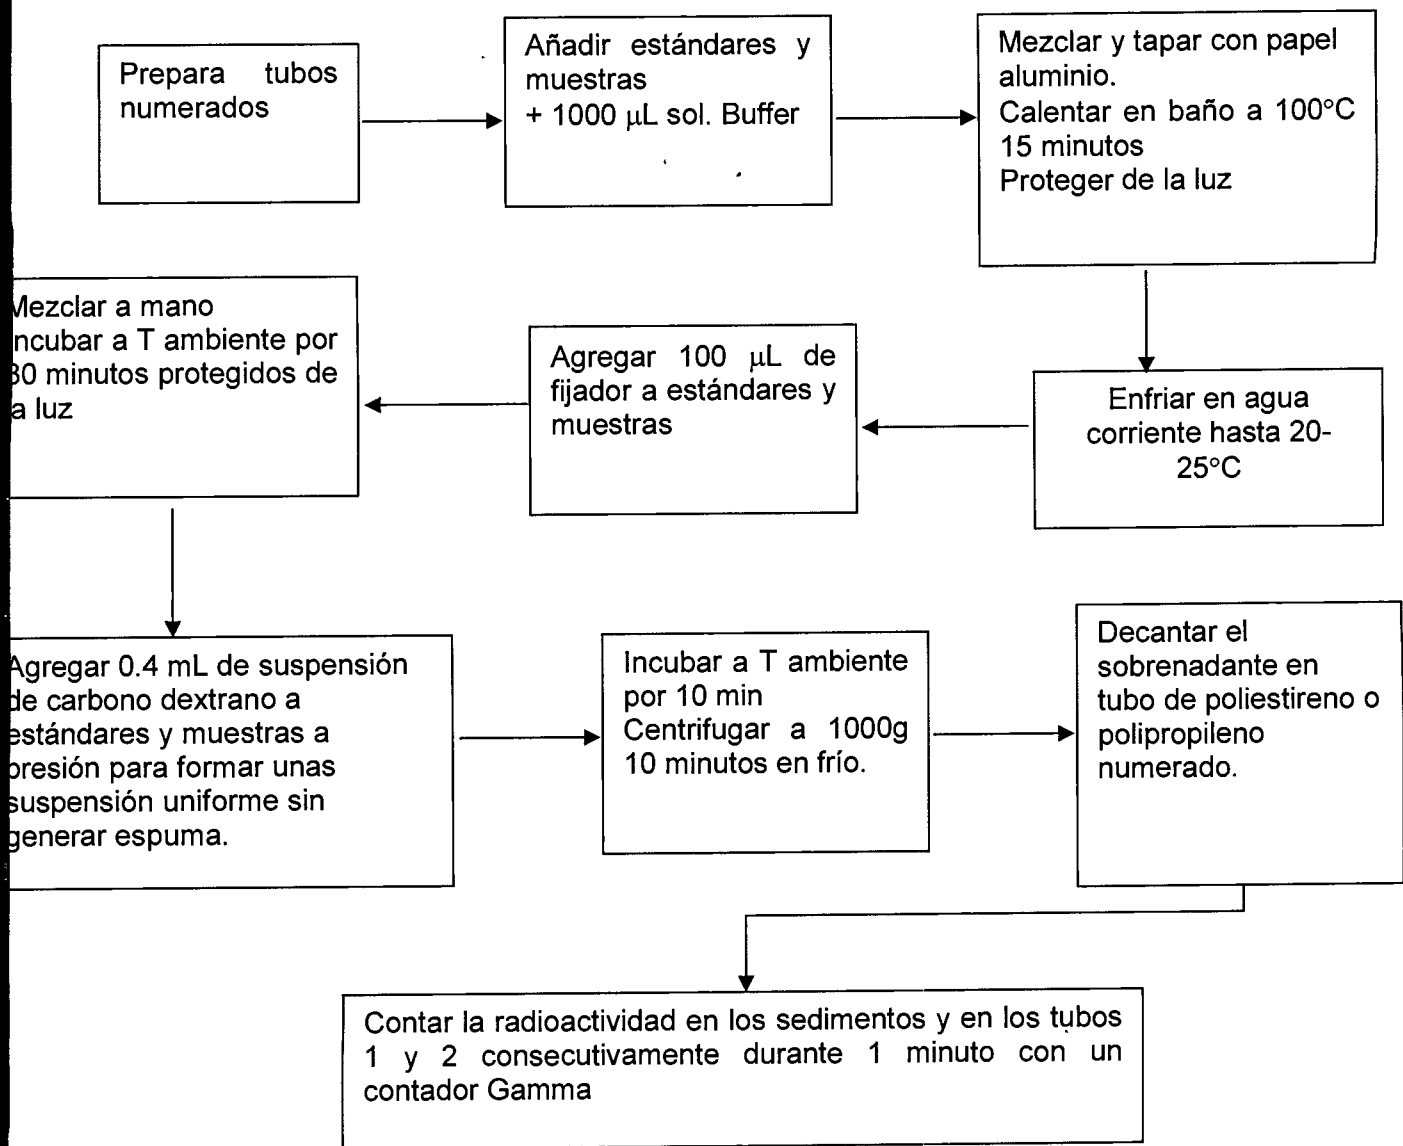 Prepara tubos
numerados
Añadir estándares y
muestras
+ 1000 µL sol. Buffer
Mezclar y tapar con papel
aluminio.
Calentar en baño a 100°C
15 minutos
Proteger de la luz
Enfriar en agua
corriente hasta 20-
25°C
Agregar 100 µL de
fijador a estándares y
muestras
Mezclar a mano
ncubar a T ambiente por
30 minutos protegidos de
a luz
Agregar 0.4 mL de suspensión
de carbono dextrano a
estándares y muestras a
presión para formar unas
suspensión uniforme sin
generar espuma.
Incubar a T ambiente
por 10 min
Centrifugar a 1000g
10 minutos en frío.
Decantar el
sobrenadante en
tubo de poliestireno o
polipropileno
numerado.
Contar la radioactividad en los sedimentos y en los tubos
1 y 2 consecutivamente durante 1 minuto con un
contador Gamma